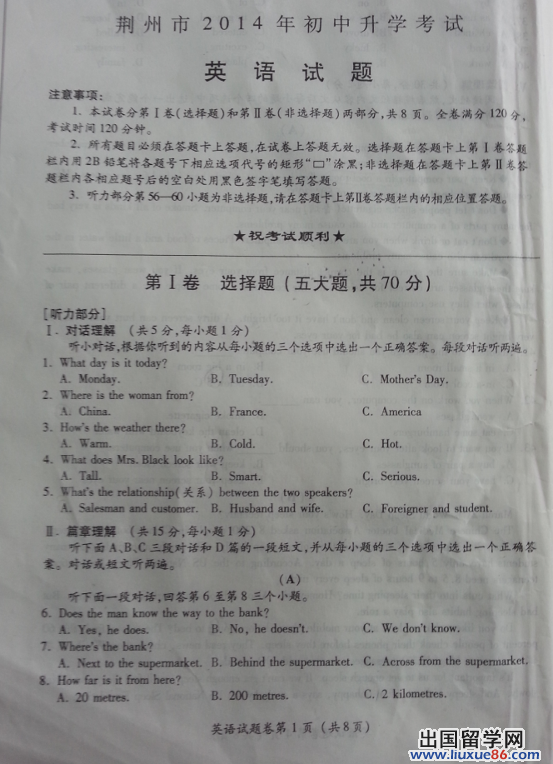 荆州市2014年初中升学考试
英语试题
注意事项:
1. 本试卷分第Ⅰ卷(选择题)和第Ⅱ卷(非选择题)两部分,共8页。全卷满分120分,
考试时间120分钟。
2. 所有题目必须在答题卡上答题,在试卷上答题无效。选择题在答题卡上第Ⅰ卷答题
栏内用2B铅笔将各题号下相应选项代号的矩形“▭”涂黑;非选择题在答题卡上第Ⅱ卷答
题栏内各相应题号后的空白处用黑色签字笔填写答题。
3. 听力部分第56—60小题为非选择题,请在答题卡上第Ⅱ卷答题栏内的相应位置答题。
★祝考试顺利★
第Ⅰ卷 选择题(五大题,共70分)
[听力部分]
Ⅰ. 对话理解 (共5分,每小题1分)
听小对话,根据你听到的内容从每小题的三个选项中选出一个正确答案。每段对话听两遍。
1. What day is it today?
A. Monday. B. Tuesday. C. Mother's Day.
2. Where is the woman from?
A. China. B. France. C. America
3. How's the weather there?
A. Warm. B. Cold. C. Hot.
4. What does Mrs. Black look like?
A. Tall. B. Smart. C. Serious.
5. What's the relationship(关系) between the two speakers?
A. Salesman and customer. B. Husband and wife. C. Foreigner and student.
Ⅱ. 篇章理解 (共15分,每小题1分)
听下面A、B、C三段对话和D篇的一段短文,并从每小题的三个选项中选出一个正确答
案。对话或短文听两遍。
(A)
听下面一段对话,回答第6至第8三个小题。
6. Does the man know the way to the bank?
A. Yes, he does. B. No, he doesn't. C. We don't know.
7. Where's the bank?
A. Next to the supermarket. B. Behind the supermarket. C. Across from the supermarket.
8. How far is it from here?
A. 20 metres. B. 200 metres. C. 2 kilometres.
英语试题卷第1页(共8页)
出国留学网
www.liuxue86.com